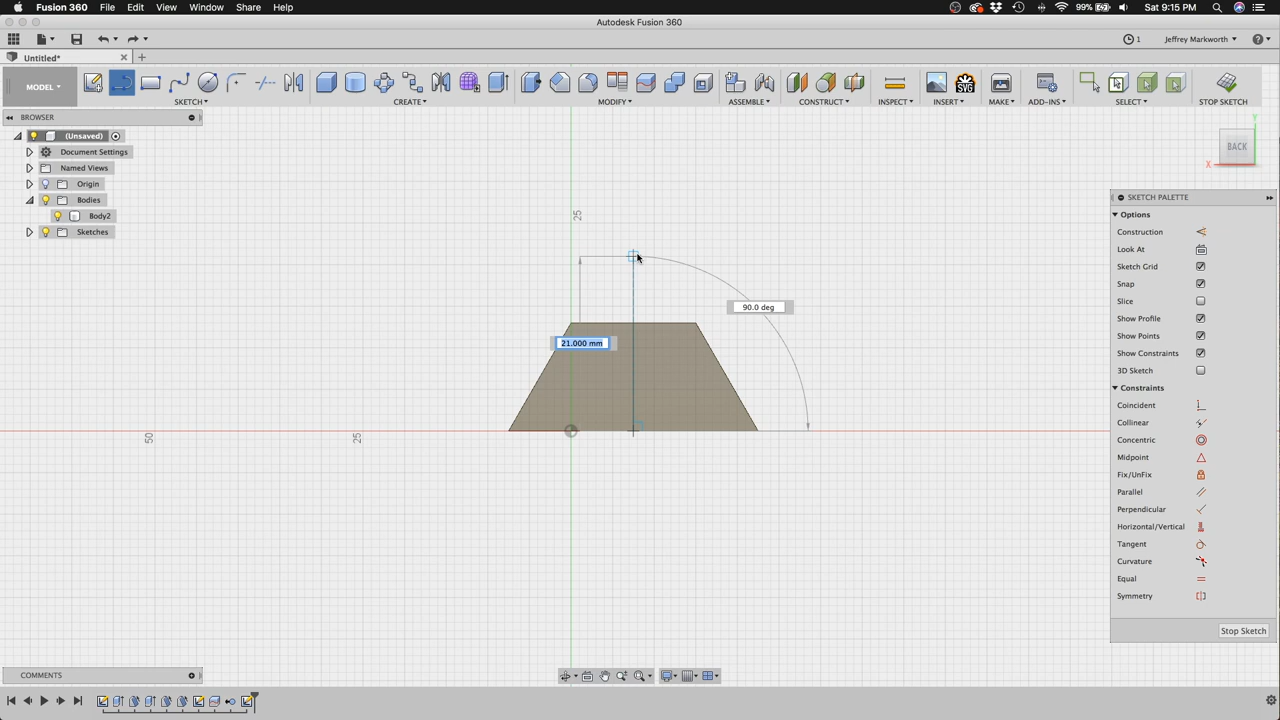 Fusion 360 File Edit View Window Share Help 99% Sat 9:15 PM Jeffrey Markworth
Autodesk Fusion 360
1 Jeffrey Markworth
Untitled*
MODEL SKETCH CREATE MODIFY ASSEMBLE CONSTRUCT INSPECT SVG INSERT MAKE ADD-INS SELECT STOP SKETCH
BROWSER
(Unsaved)
Document Settings
Named Views
Origin
Bodies
Body2
Sketches
Y
BACK
X
25
90.0 deg
21.000 mm
50
25
SKETCH PALETTE
Options
Construction
Look At
Sketch Grid
Snap
Slice
Show Profile
Show Points
Show Constraints
3D Sketch
Constraints
Coincident
Collinear
Concentric
Midpoint
Fix/UnFix
Parallel
Perpendicular
Horizontal/Vertical
Tangent
Curvature
Equal
Symmetry
Stop Sketch
COMMENTS